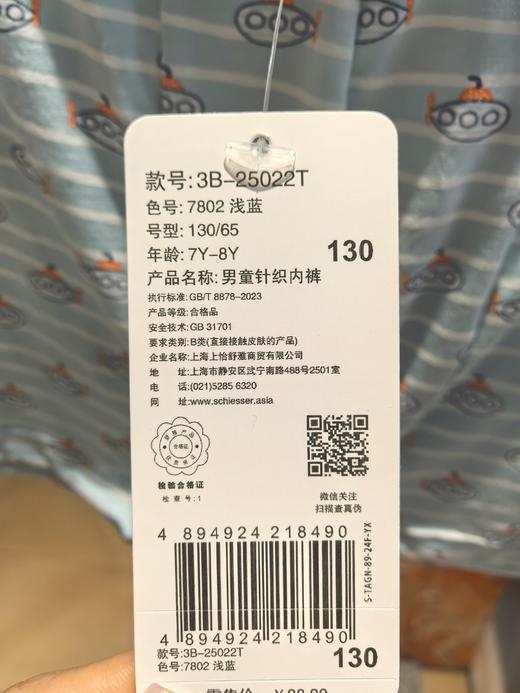 款号: 3B-25022T
色号: 7802 浅蓝
号型: 130/65
年龄: 7Y-8Y
130
产品名称: 男童针织内裤
执行标准: GB/T 8878-2023
产品等级: 合格品
安全技术: GB 31701
要求类别: B类(直接接触皮肤的产品)
企业名称: 上海上怡舒雅商贸有限公司
地 址: 上海市静安区武宁南路488号2501室
电 话: (021)5285 6320
网 址: www.schiesser.asia
合格证
检验合格证
检 查 号: 1
微信关注
扫描查真伪
4 894924 218490
S-TAGN-89-24F-YX
4 894924 218490
款号: 3B-25022T
色号: 7802 浅蓝
130